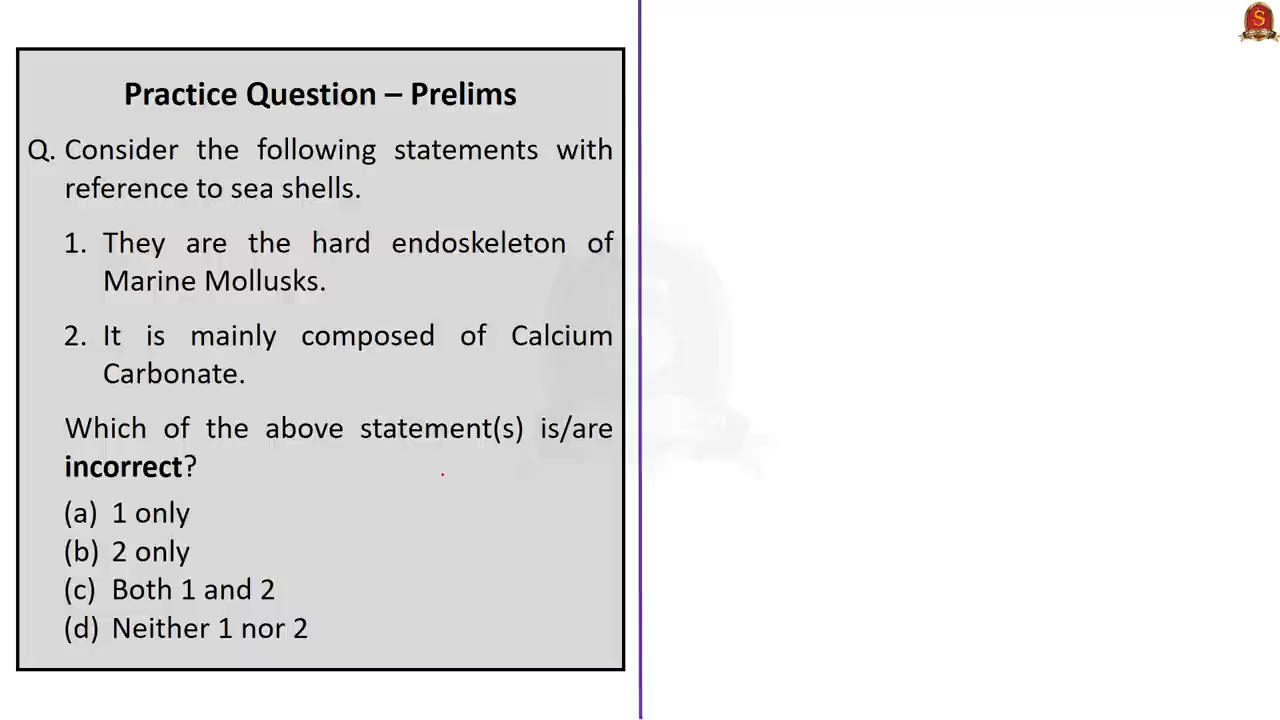 S
Practice Question – Prelims
Q. Consider the following statements with
reference to sea shells.
1. They are the hard endoskeleton of
Marine Mollusks.
2. It is mainly composed of Calcium
Carbonate.
Which of the above statement(s) is/are
incorrect?
(a) 1 only
(b) 2 only
(c) Both 1 and 2
(d) Neither 1 nor 2